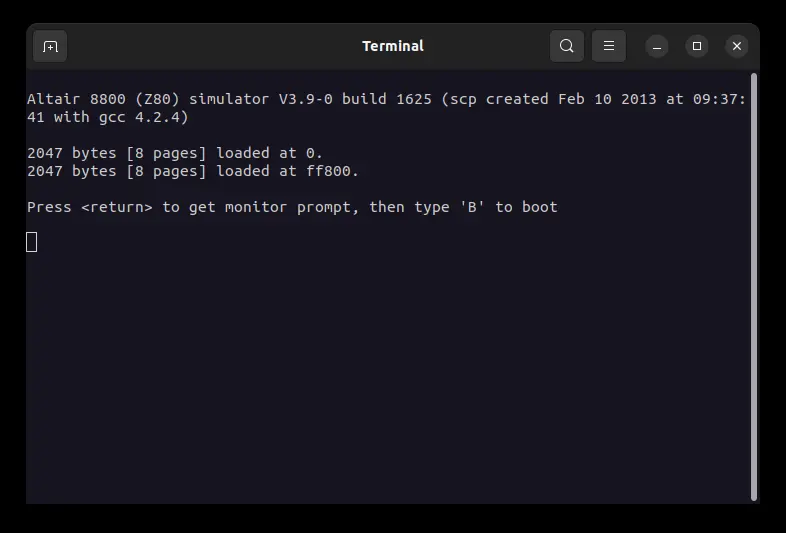 Terminal
Altair 8800 (Z80) simulator V3.9-0 build 1625 (scp created Feb 10 2013 at 09:37:
41 with gcc 4.2.4)
2047 bytes [8 pages] loaded at 0.
2047 bytes [8 pages] loaded at ff800.
Press <return> to get monitor prompt, then type 'B' to boot